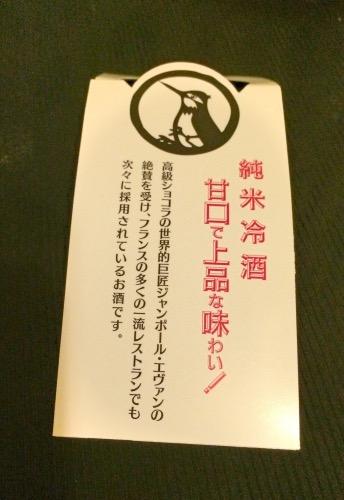 純米冷酒
甘口で上品な味わい！
高級ショコラの世界的巨匠ジャンポール・エヴァンの
絶賛を受け、フランスの多くの一流レストランでも
次々に採用されているお酒です。